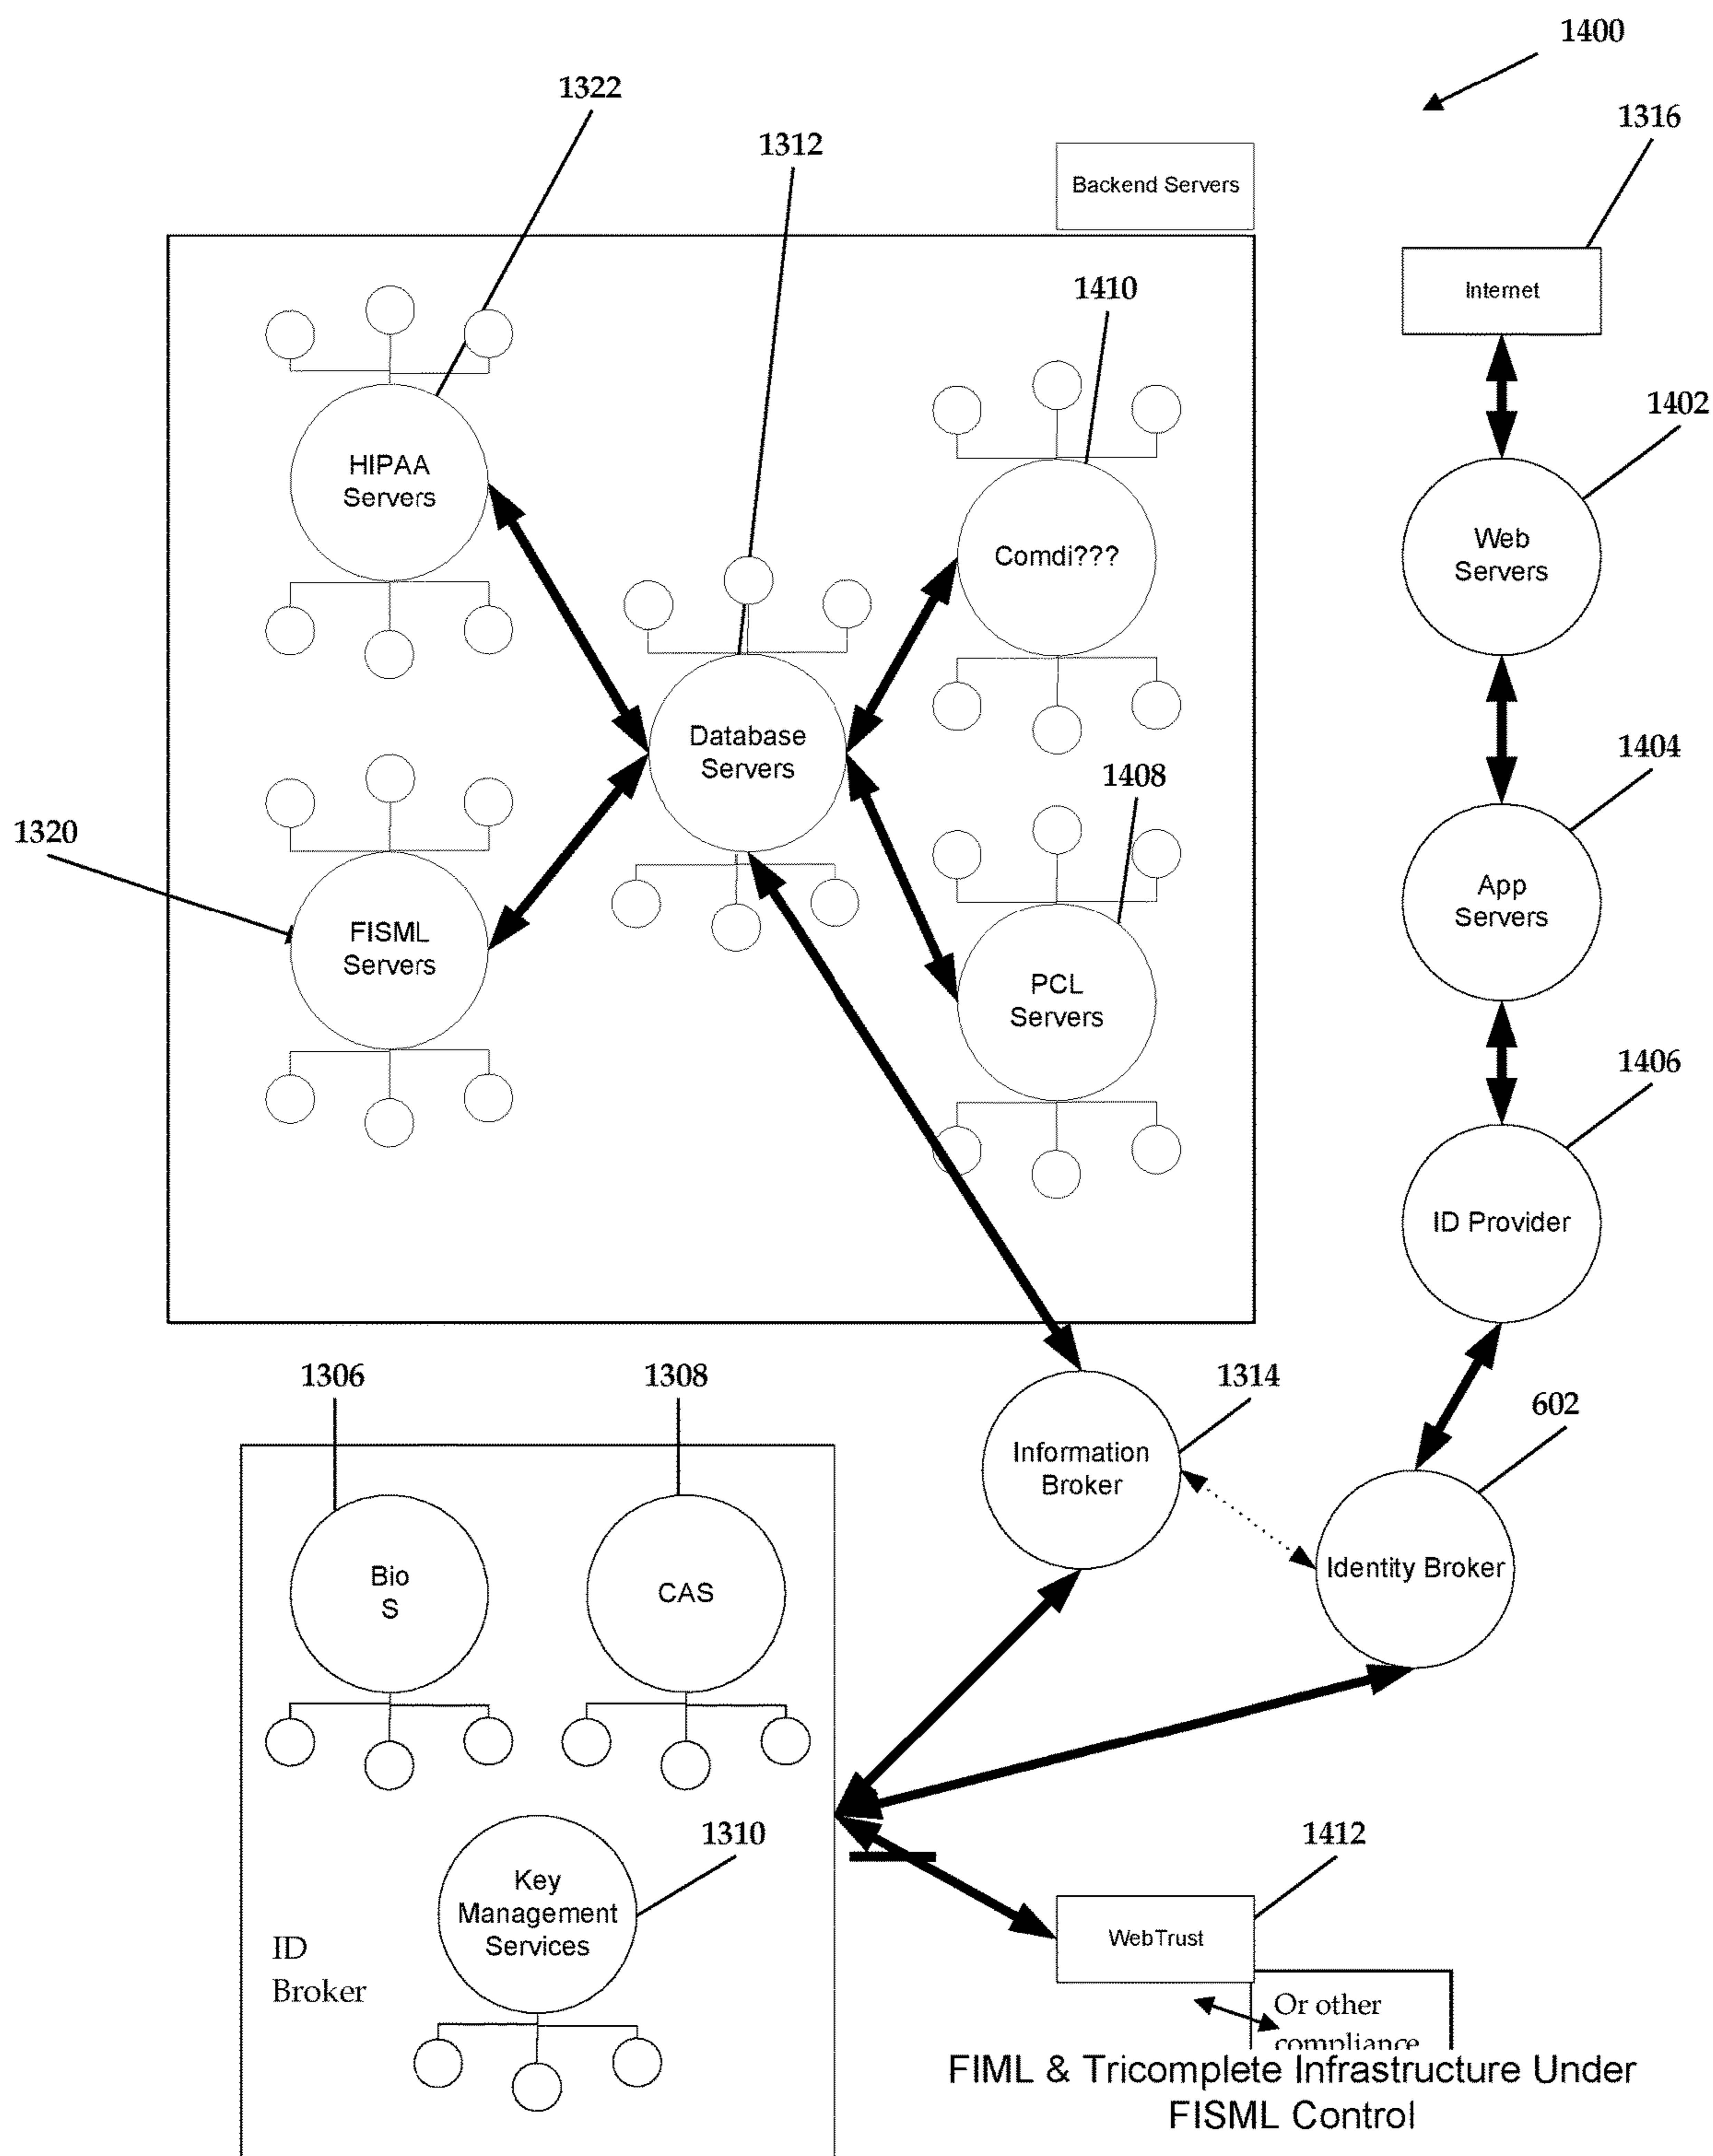 1400
1322
1316
1312
Backend Servers
1410
Internet
1402
HIPAA
Servers
Comdi???
Web
Servers
Database
Servers
1404
1408
1320
App
Servers
FISML
Servers
PCL
Servers
1406
ID Provider
1306
1308
1314
602
Information
Broker
Identity Broker
Bio
S
CAS
1310
1412
Key
Management
Services
WebTrust
ID
Broker
Or other
compliance
FIML & Tricomplete Infrastructure Under
FISML Control